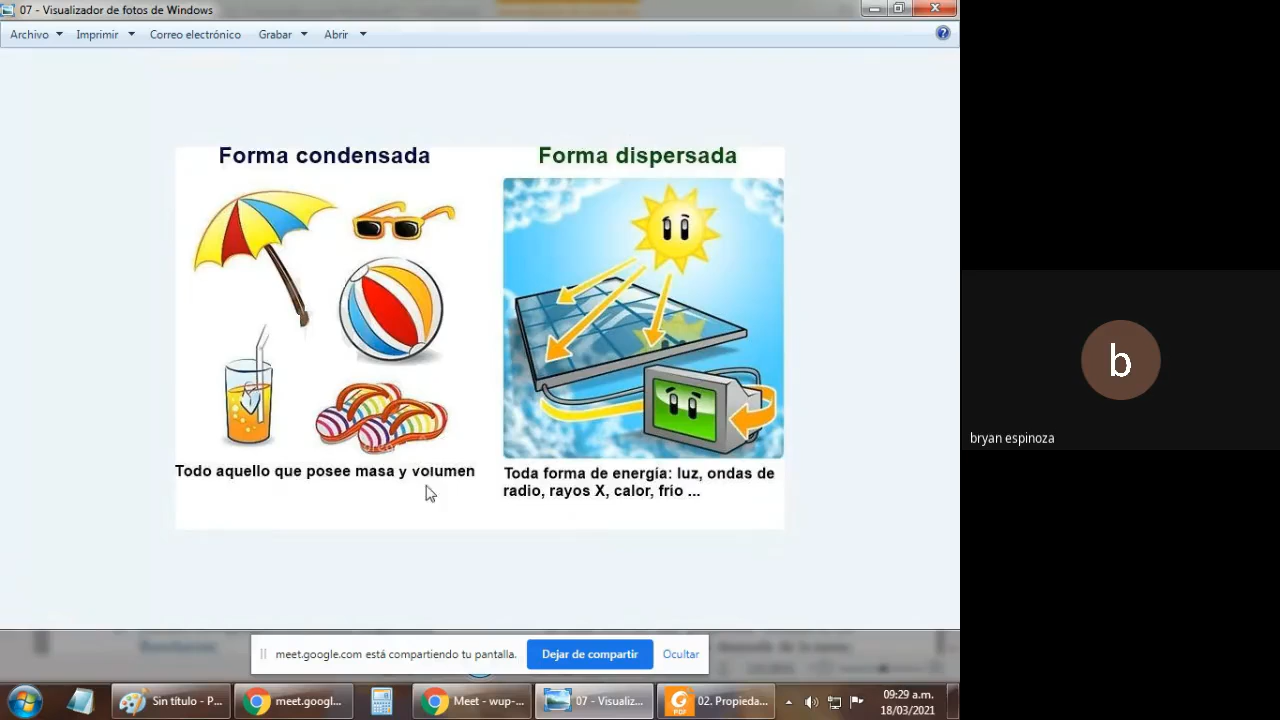 07 - Visualizador de fotos de Windows
Archivo Imprimir Correo electrónico Grabar Abrir
Forma condensada
Forma dispersada
Todo aquello que posee masa y volumen
Toda forma de energía: luz, ondas de
radio, rayos X, calor, frío ...
b
bryan espinoza
meet.google.com está compartiendo tu pantalla.
Dejar de compartir
Ocultar
Sin título - P...
meet.googl...
Meet - wup-...
07 - Visualiz...
02. Propieda...
09:29 a.m.
18/03/2021